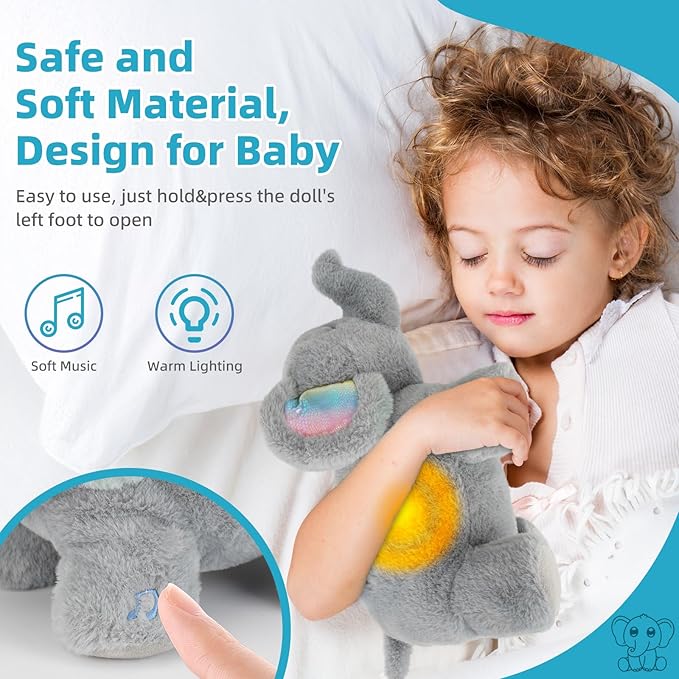 Safe and
Soft Material,
Design for Baby
Easy to use, just hold&press the doll's
left foot to open
Soft Music
Warm Lighting